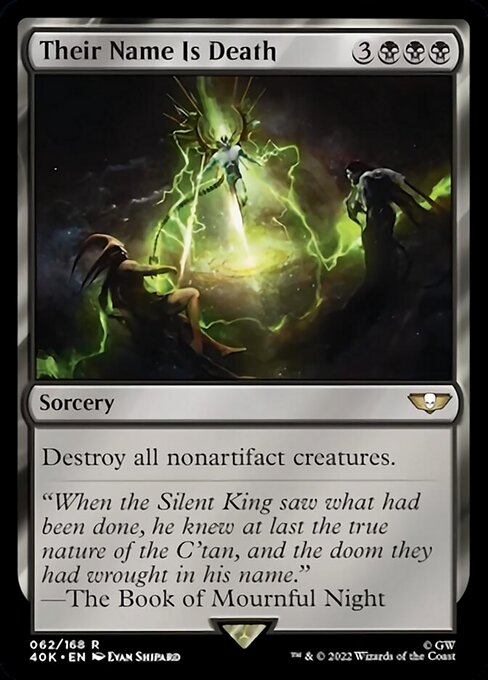 Their Name Is Death 3
Sorcery
Destroy all nonartifact creatures.
“When the Silent King saw what had
been done, he knew at last the true
nature of the C’tan, and the doom they
had wrought in his name.”
—The Book of Mournful Night
062/168 R © GW
40K • EN Evan Shipard ™ & © 2022 Wizards of the Coast